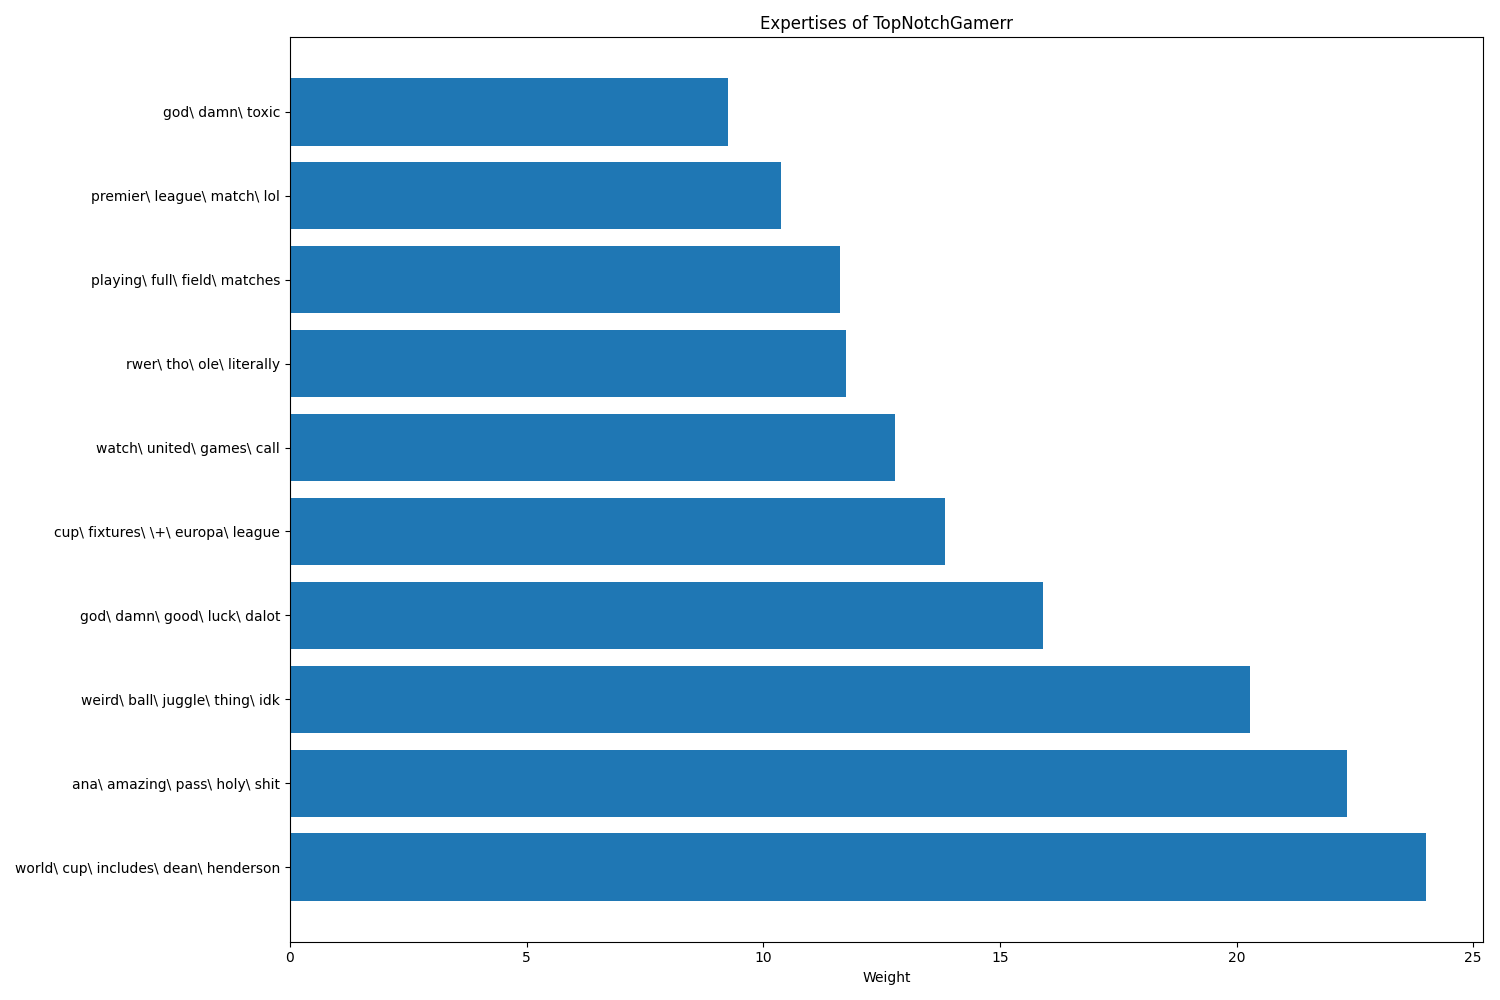 Expertises of TopNotchGamerr
god\ damn\ toxic
premier\ league\ match\ lol
playing\ full\ field\ matches
rwer\ tho\ ole\ literally
watch\ united\ games\ call
cup\ fixtures\ \+\ europa\ league
god\ damn\ good\ luck\ dalot
weird\ ball\ juggle\ thing\ idk
ana\ amazing\ pass\ holy\ shit
world\ cup\ includes\ dean\ henderson
0 5 10 15 20 25
Weight